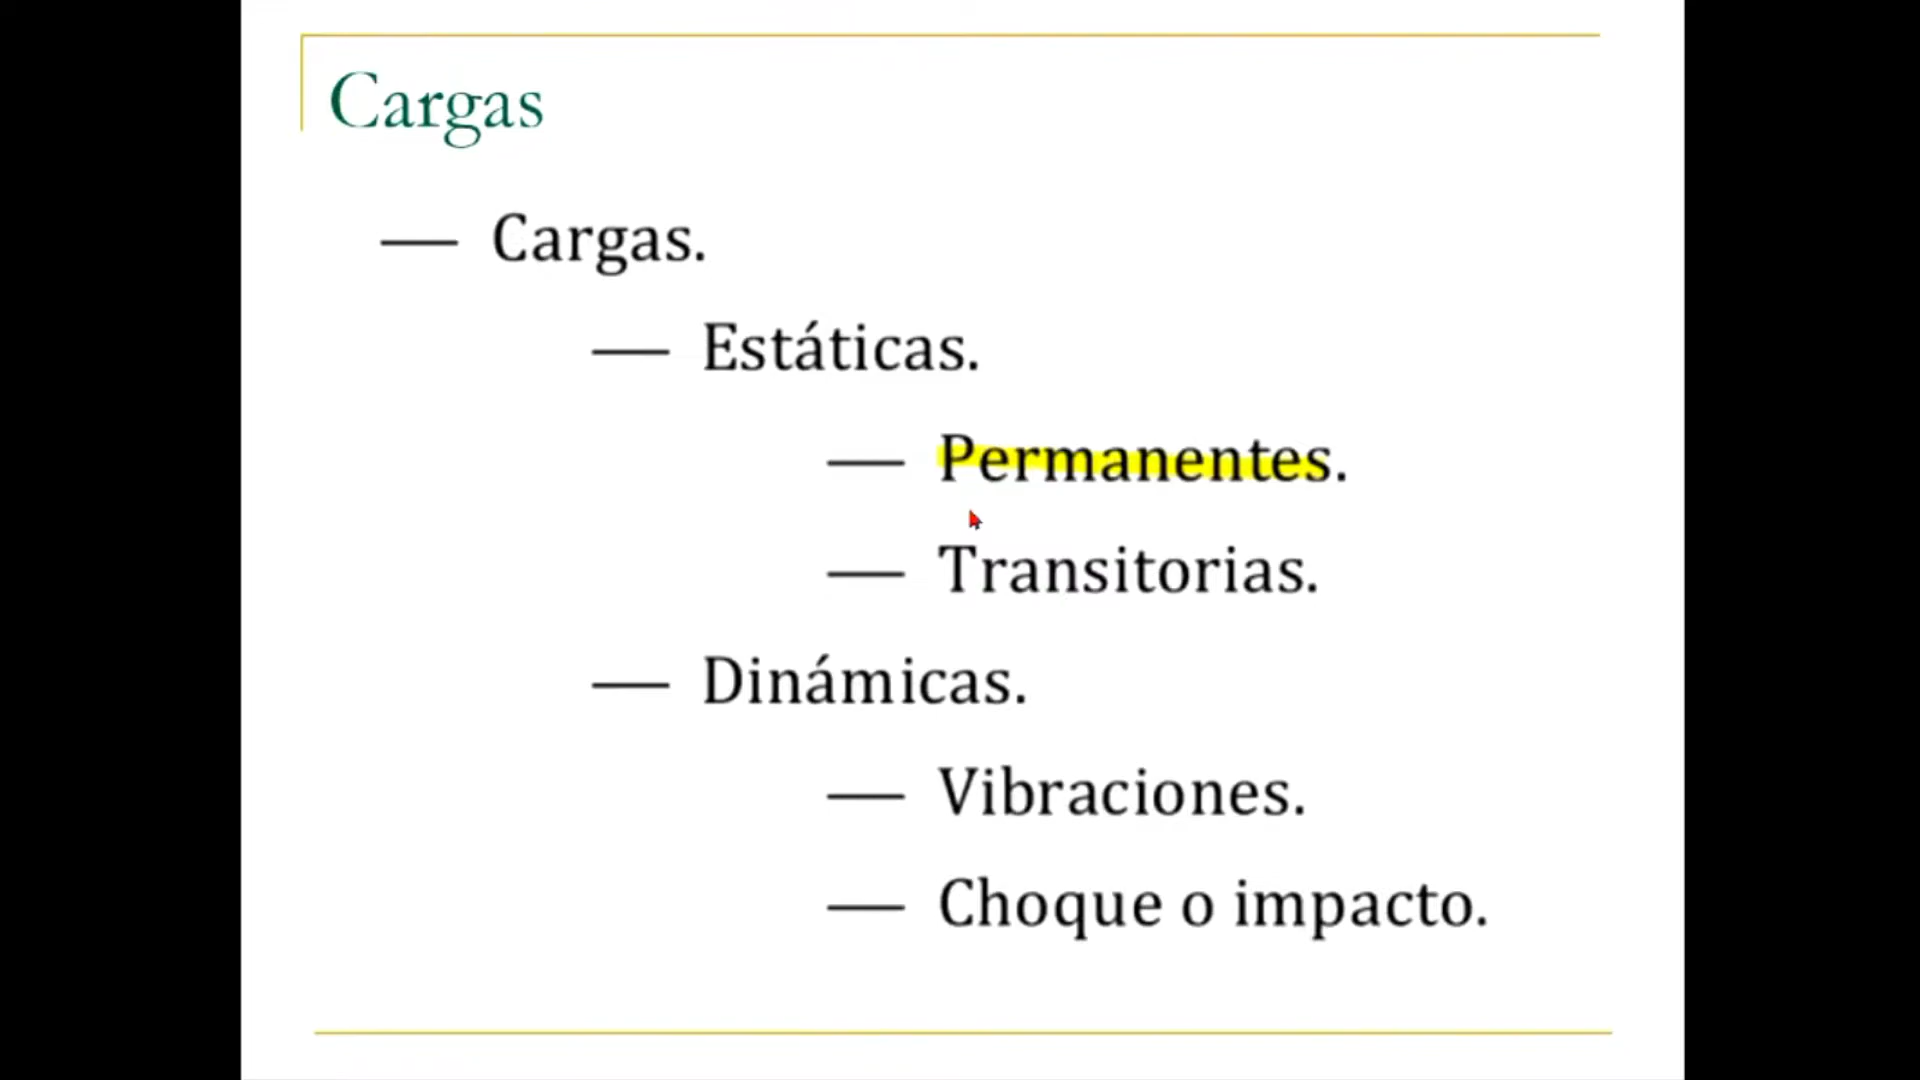 Cargas
— Cargas.
— Estáticas.
— Permanentes.
— Transitorias.
— Dinámicas.
— Vibraciones.
— Choque o impacto.